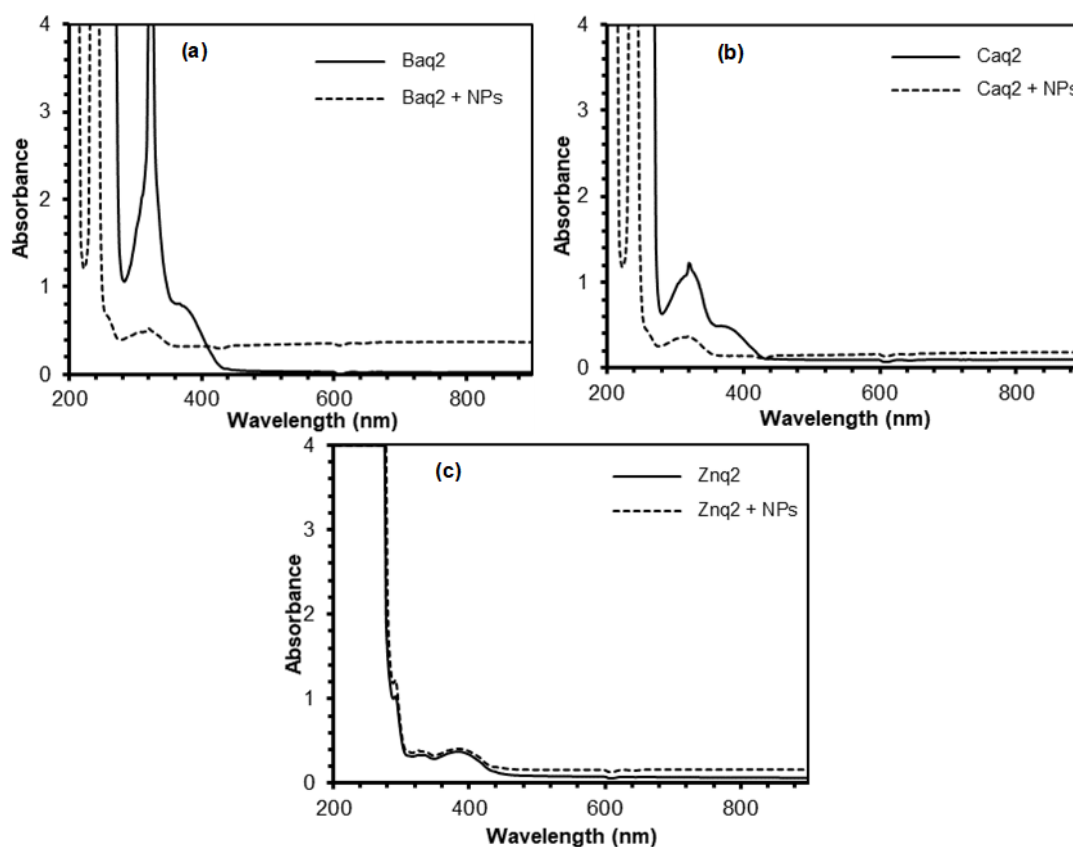 (a)
Baq2
Baq2 + NPs
Absorbance
4
3
2
1
0
200
400
600
800
Wavelength (nm)
(b)
Caq2
Caq2 + NPs
Absorbance
4
3
2
1
0
200
400
600
800
Wavelength (nm)
(c)
Znq2
Znq2 + NPs
Absorbance
4
3
2
1
0
200
400
600
800
Wavelength (nm)